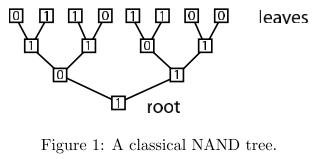 0 1 1 0 1 1 0 0 leaves
1 1 0 1
0 1
1 root
Figure 1: A classical NAND tree.